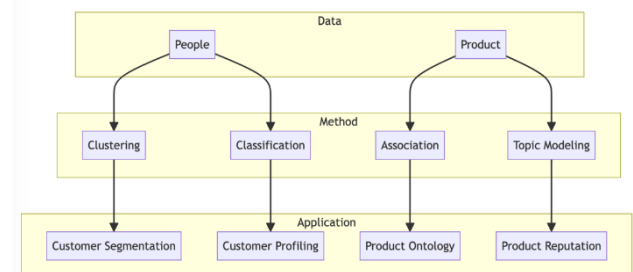 Data
People
Product
Method
Clustering
Classification
Association
Topic Modeling
Application
Customer Segmentation
Customer Profiling
Product Ontology
Product Reputation